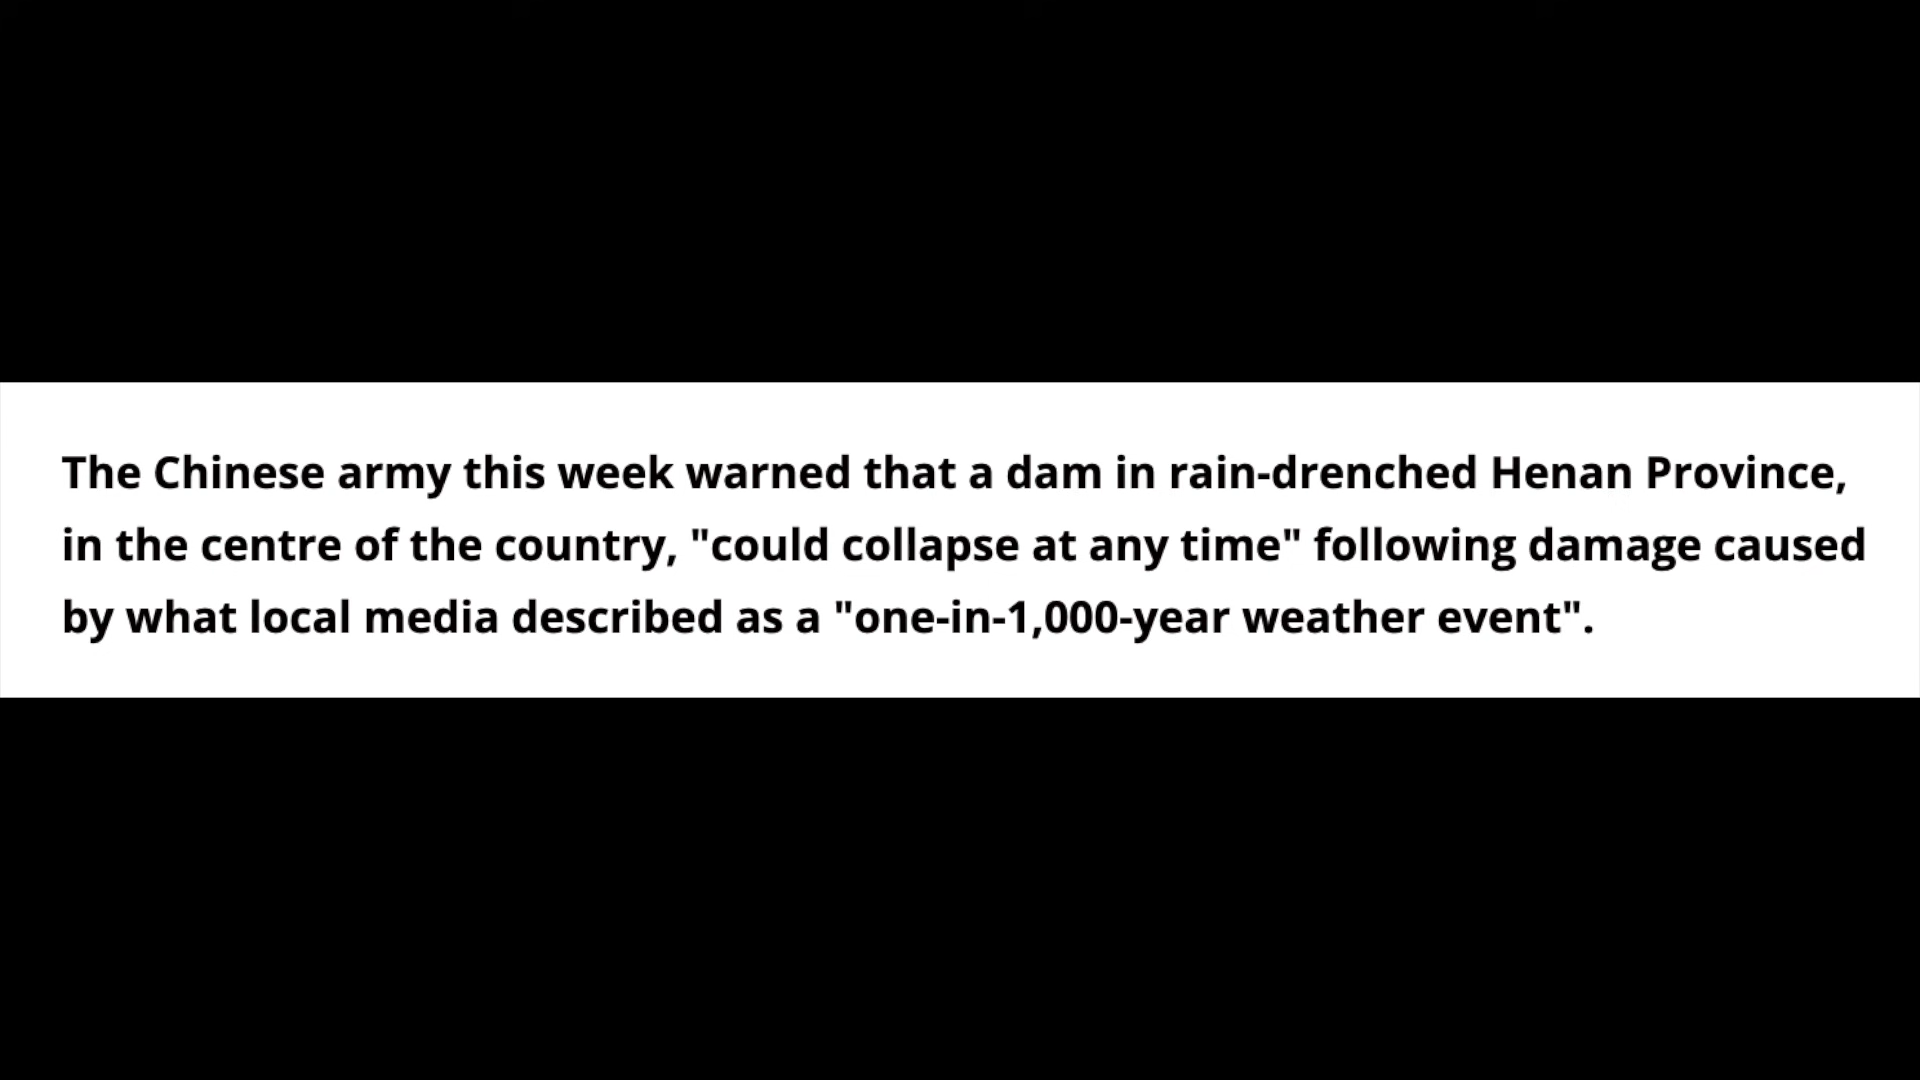 The Chinese army this week warned that a dam in rain-drenched Henan Province,
in the centre of the country, "could collapse at any time" following damage caused
by what local media described as a "one-in-1,000-year weather event".